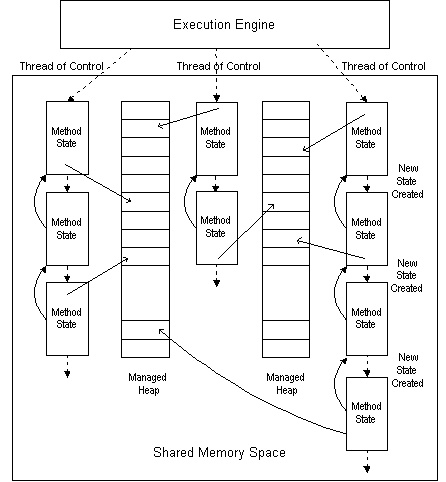 Execution Engine
Thread of Control
Thread of Control
Thread of Control
Method
State
Method
State
Method
State
New
State
Created
Method
State
Method
State
Method
State
New
State
Created
Method
State
Method
State
New
State
Created
Managed
Heap
Managed
Heap
Method
State
Shared Memory Space